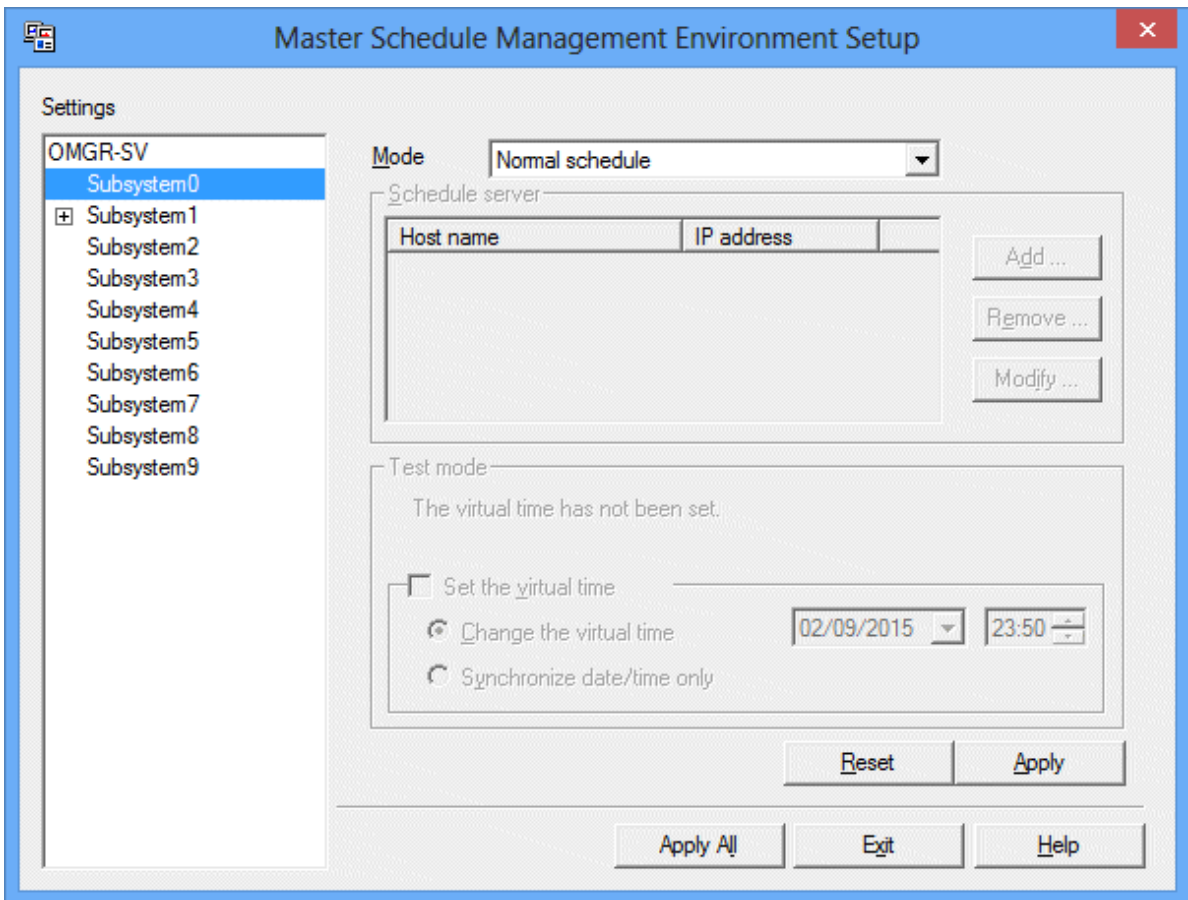 Master Schedule Management Environment Setup
Settings
OMGR-SV
Subsystem0
Subsystem1
Subsystem2
Subsystem3
Subsystem4
Subsystem5
Subsystem6
Subsystem7
Subsystem8
Subsystem9
Mode Normal schedule
Schedule server
Host name IP address
Add ...
Remove ...
Modify ...
Test mode
The virtual time has not been set.
Set the virtual time
Change the virtual time 02/09/2015 23:50
Synchronize date/time only
Reset Apply
Apply All Exit Help